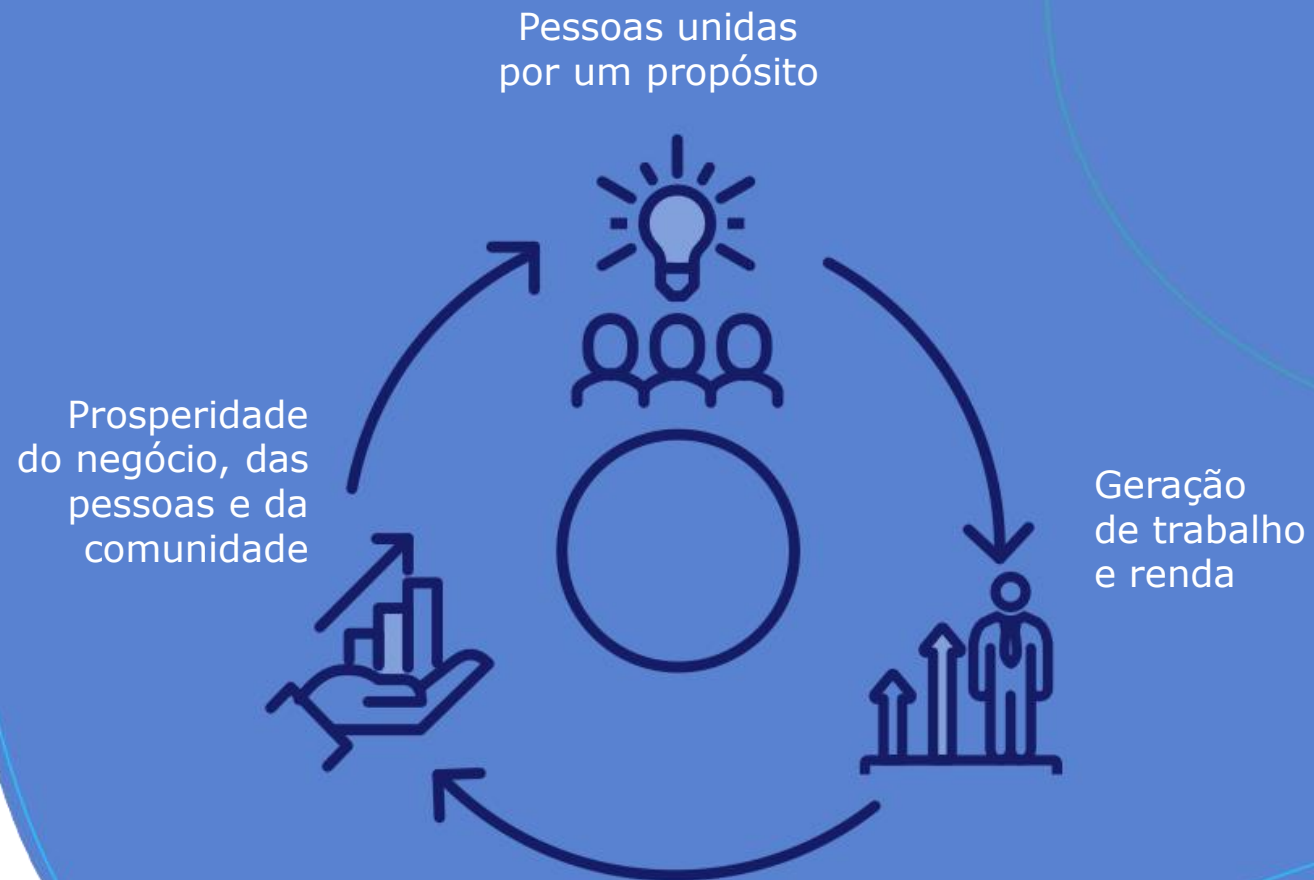 Pessoas unidas
por um propósito
Prosperidade
do negócio, das
pessoas e da
comunidade
Geração
de trabalho
e renda